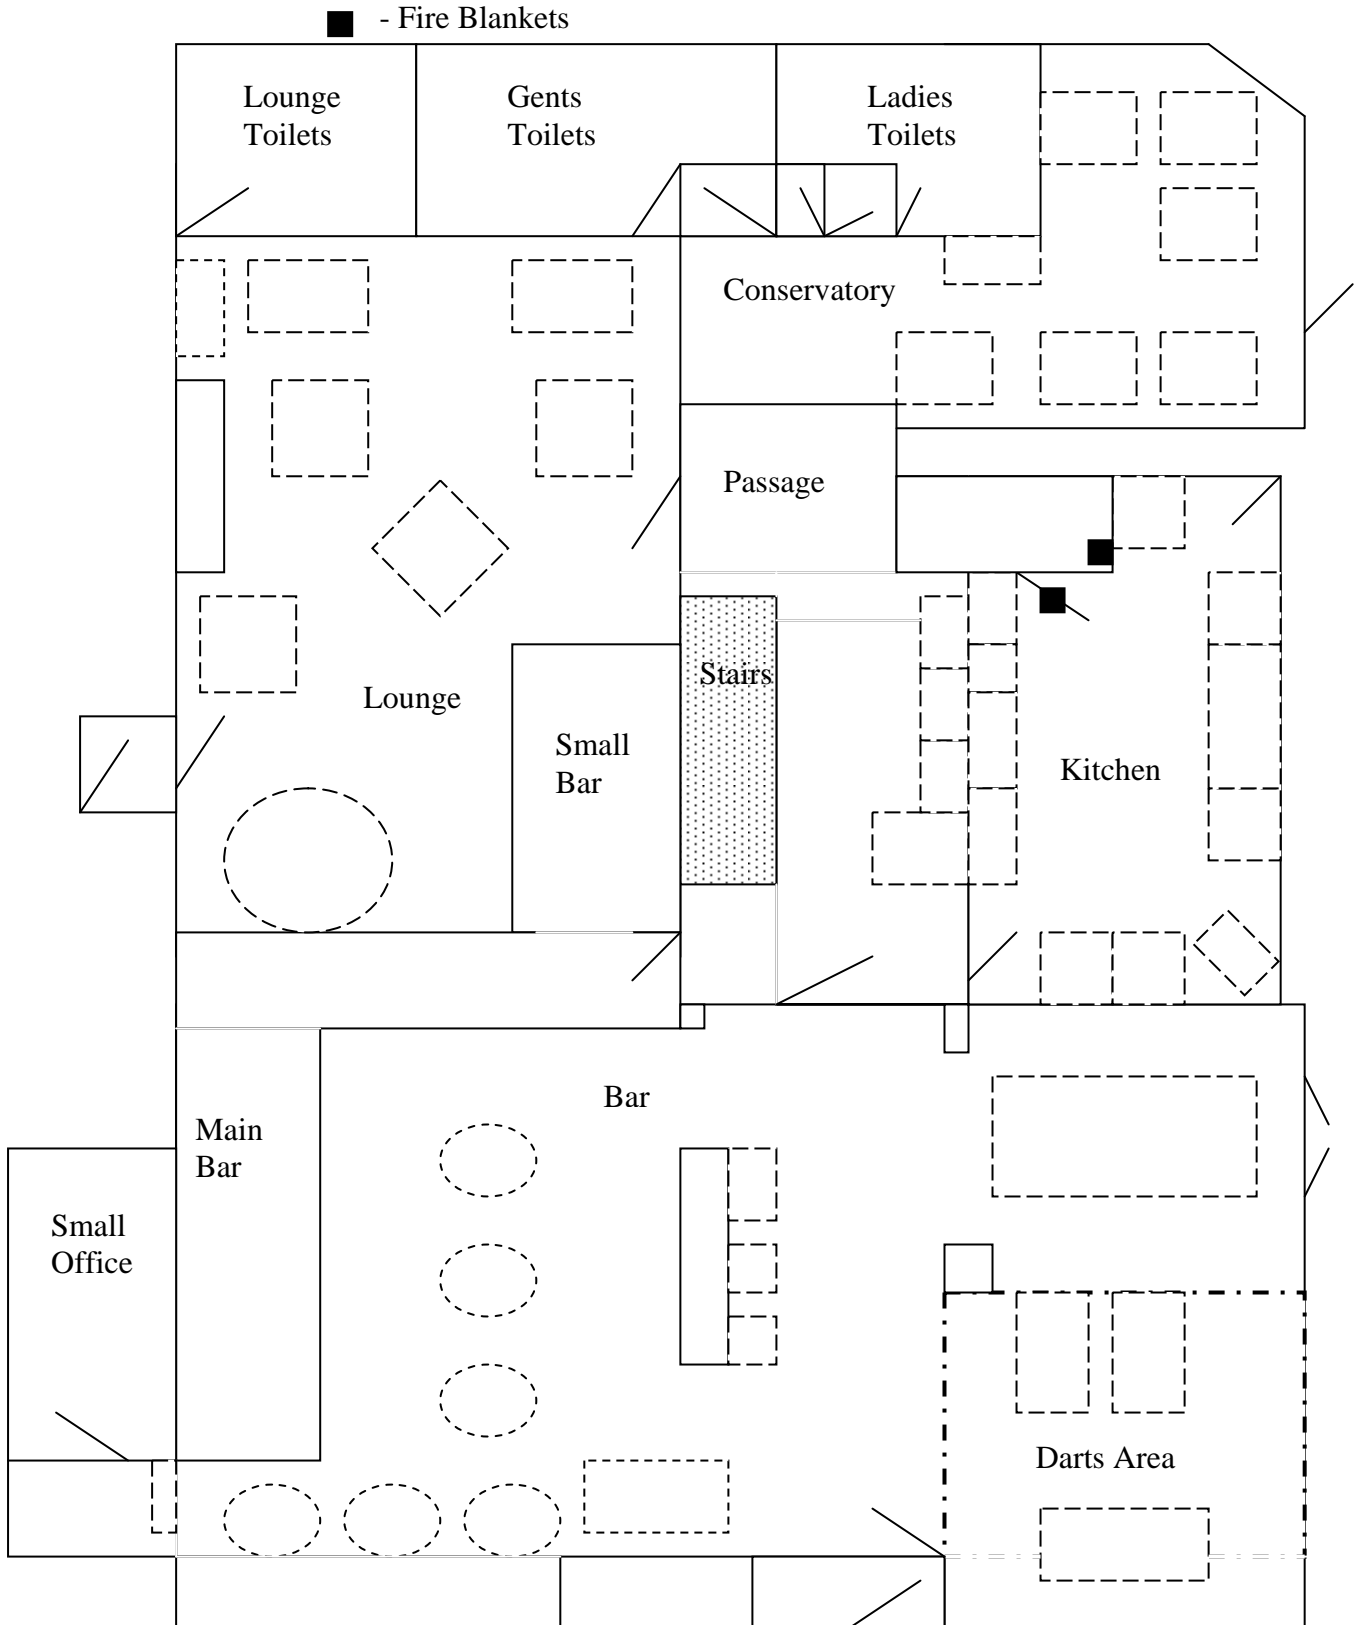 - Fire Blankets
Lounge
Toilets
Gents
Toilets
Ladies
Toilets
Conservatory
Passage
Stairs
Lounge
Small
Bar
Kitchen
Bar
Main
Bar
Small
Office
Darts Area